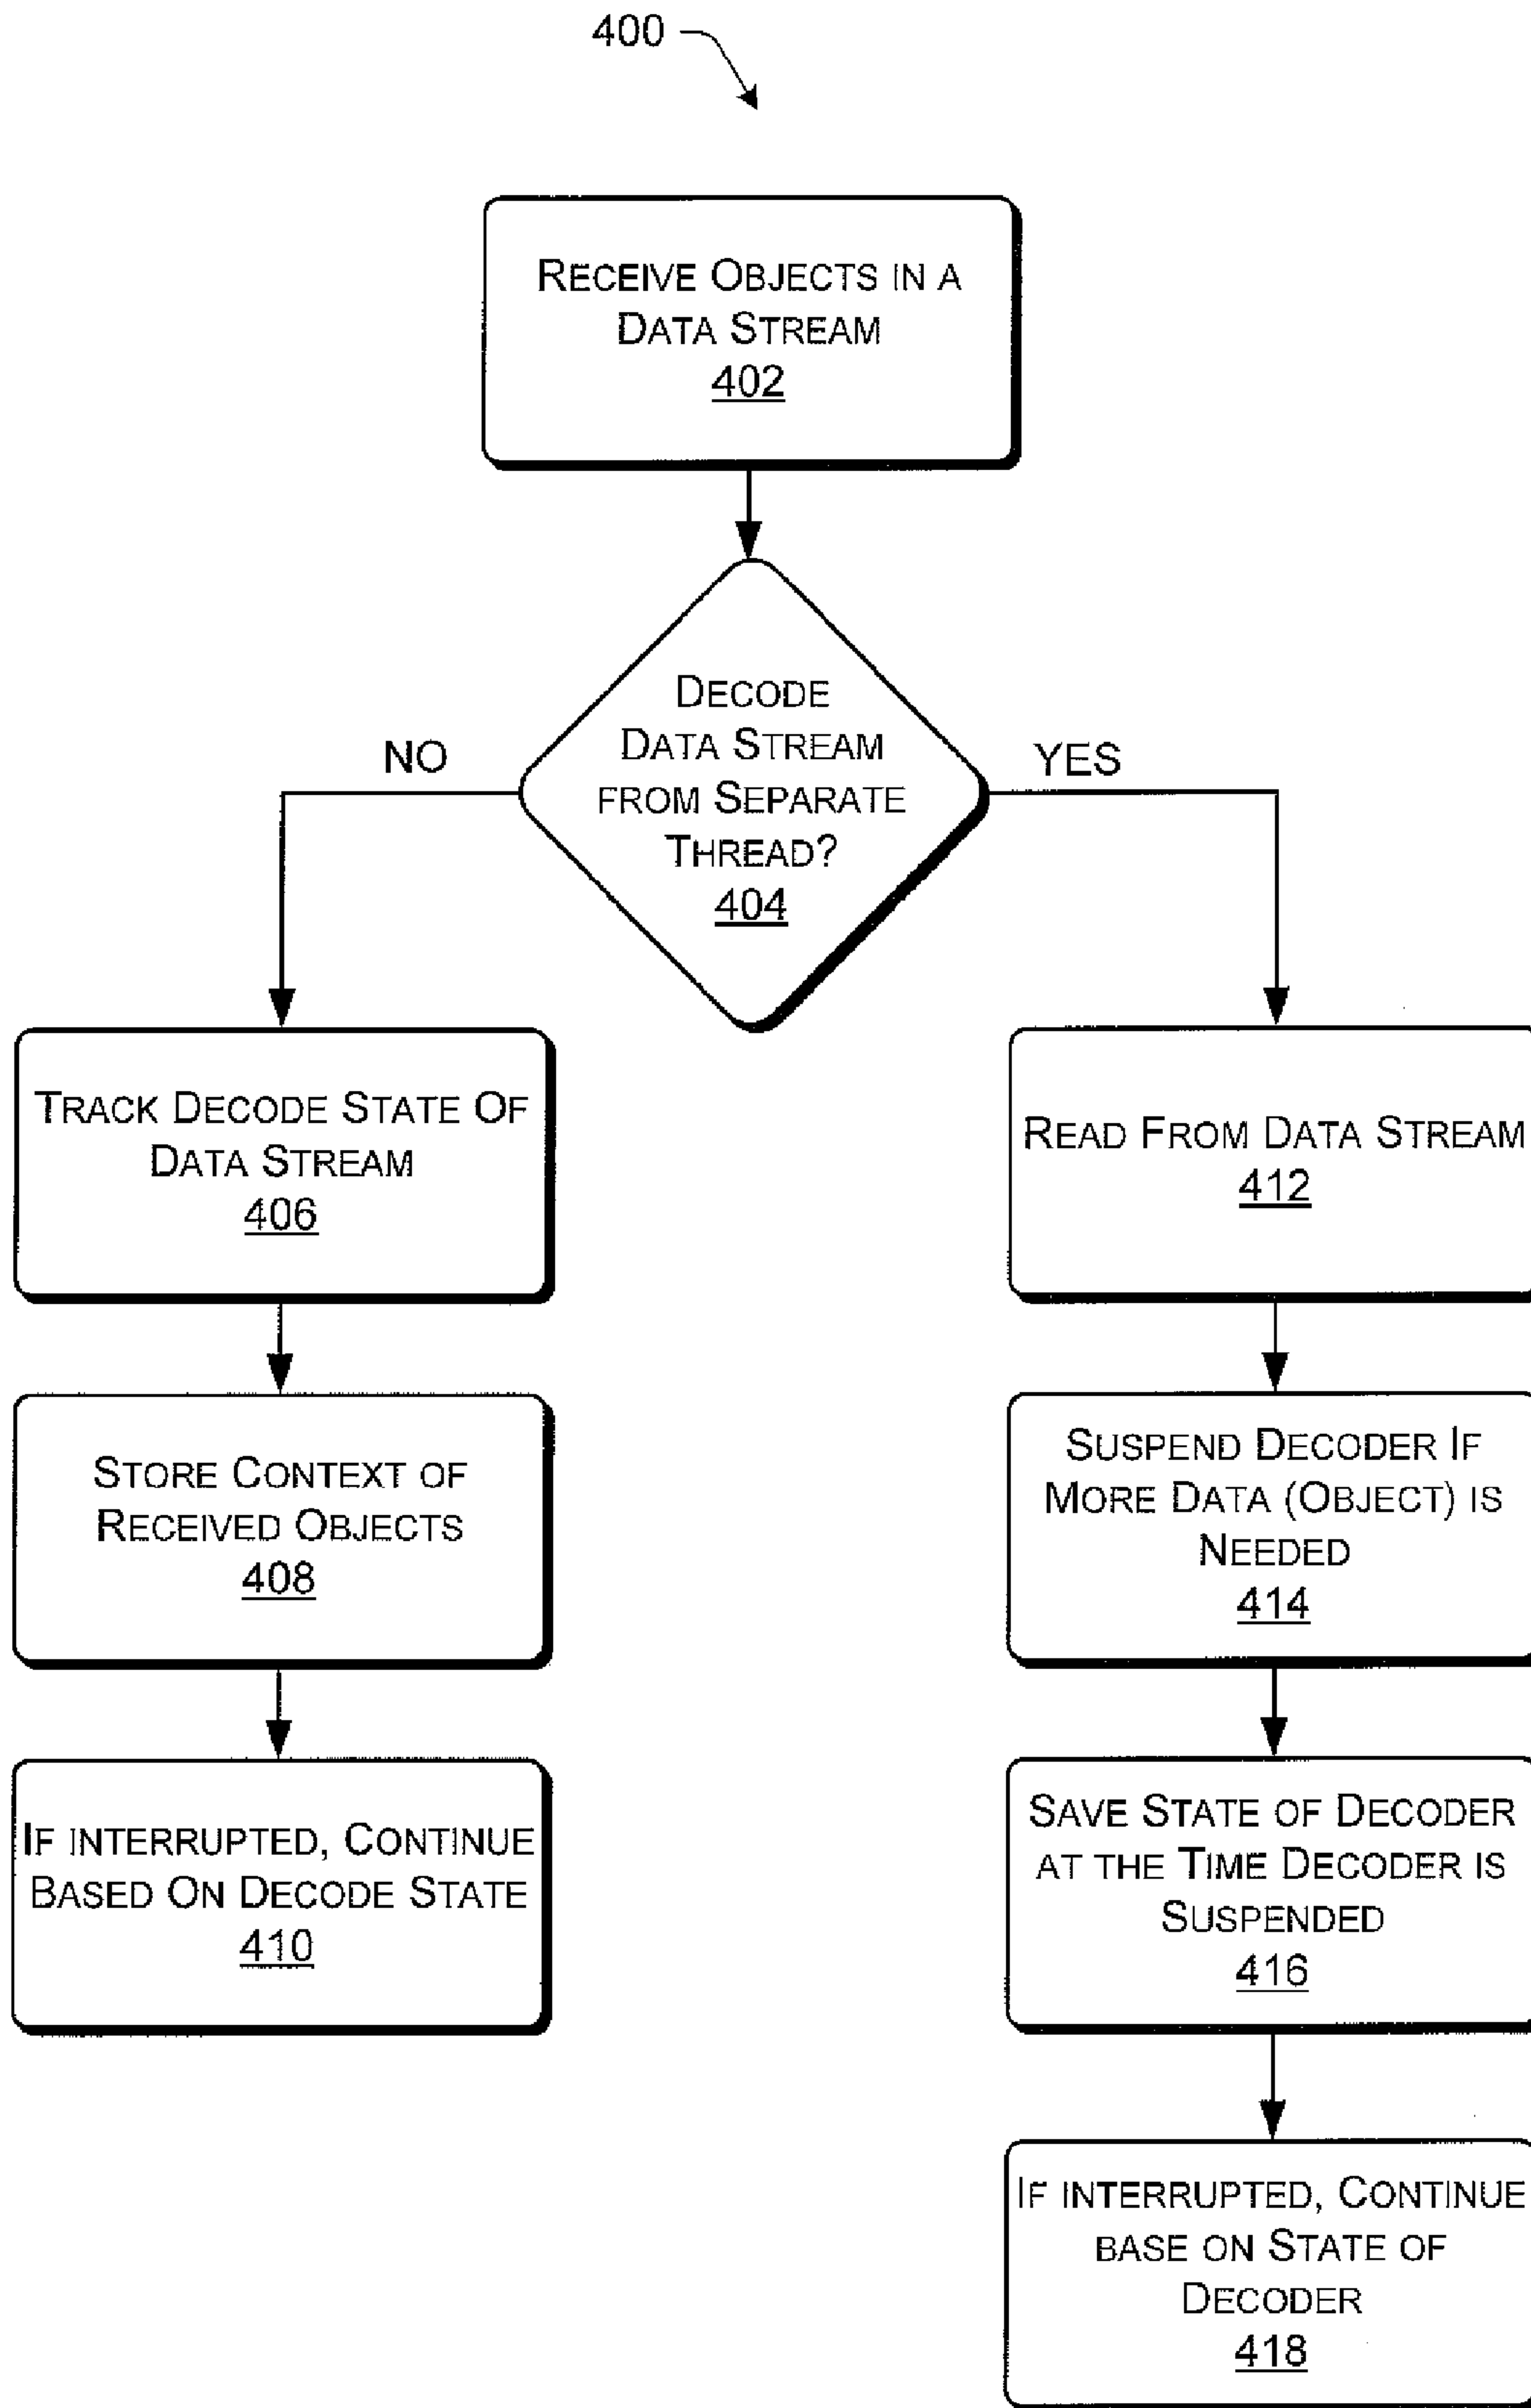 400
RECEIVE OBJECTS IN A
DATA STREAM
402
DECODE
DATA STREAM
FROM SEPARATE
THREAD?
404
NO
YES
TRACK DECODE STATE OF
DATA STREAM
406
STORE CONTEXT OF
RECEIVED OBJECTS
408
IF INTERRUPTED, CONTINUE
BASED ON DECODE STATE
410
READ FROM DATA STREAM
412
SUSPEND DECODER IF
MORE DATA (OBJECT) IS
NEEDED
414
SAVE STATE OF DECODER
AT THE TIME DECODER IS
SUSPENDED
416
IF INTERRUPTED, CONTINUE
BASE ON STATE OF
DECODER
418